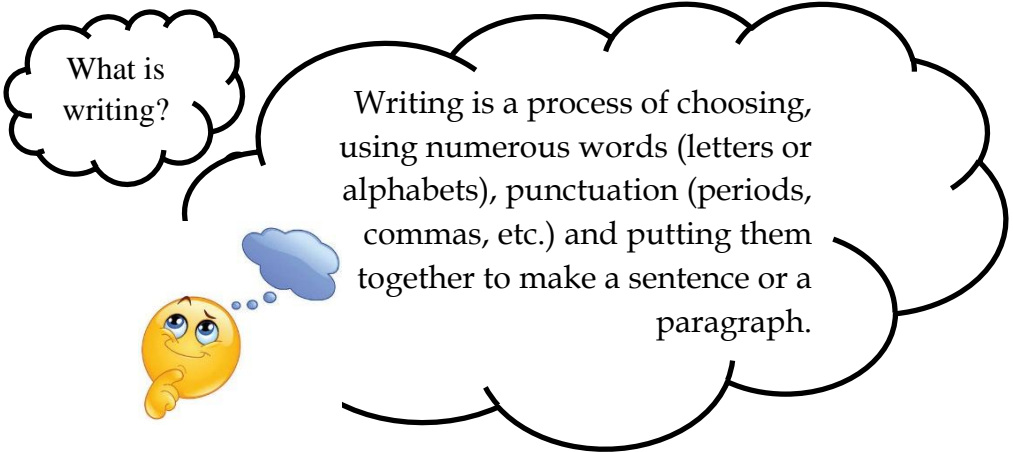 What is
writing?
Writing is a process of choosing,
using numerous words (letters or
alphabets), punctuation (periods,
commas, etc.) and putting them
together to make a sentence or a
paragraph.